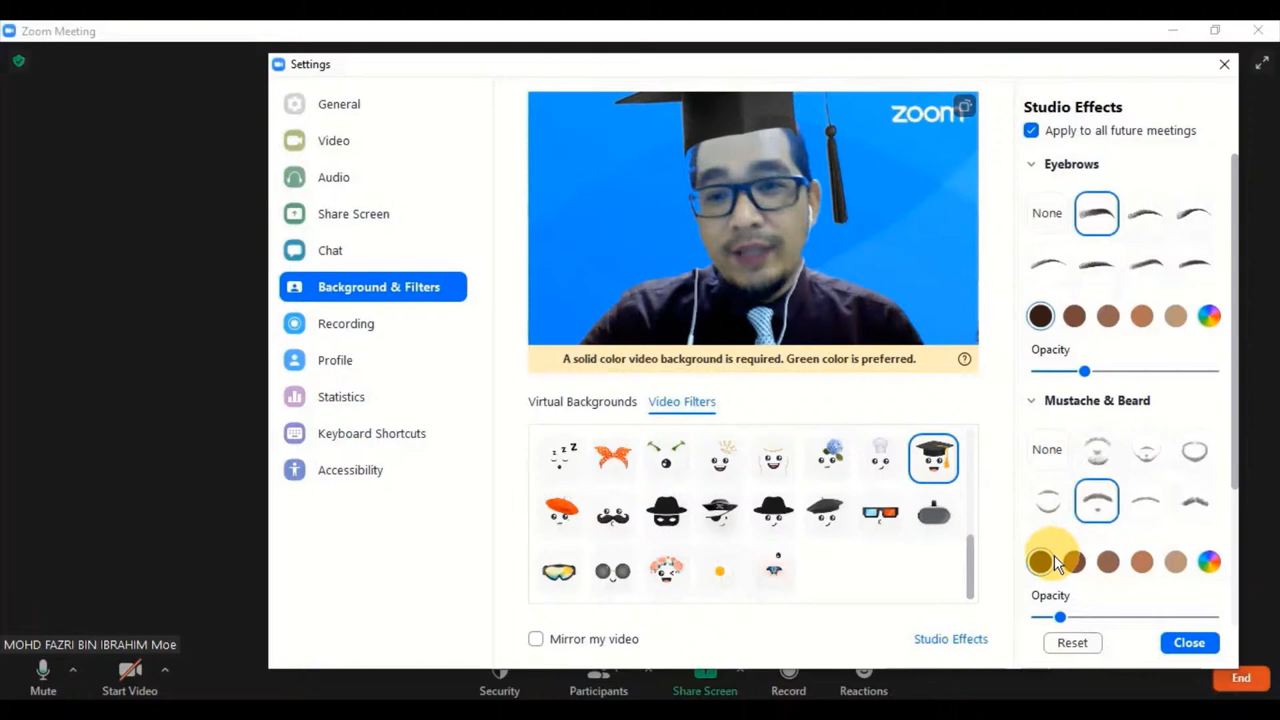 Zoom Meeting
Settings
General
Video
Audio
Share Screen
Chat
Background & Filters
Recording
Profile
Statistics
Keyboard Shortcuts
Accessibility
zoom
A solid color video background is required. Green color is preferred.
Virtual Backgrounds
Video Filters
z z z
Mirror my video
Studio Effects
Studio Effects
Apply to all future meetings
Eyebrows
None
Opacity
Mustache & Beard
None
Opacity
Reset
Close
MOHD FAZRI BIN IBRAHIM Moe
Mute
Start Video
Security
Participants
Share Screen
Record
Reactions
End